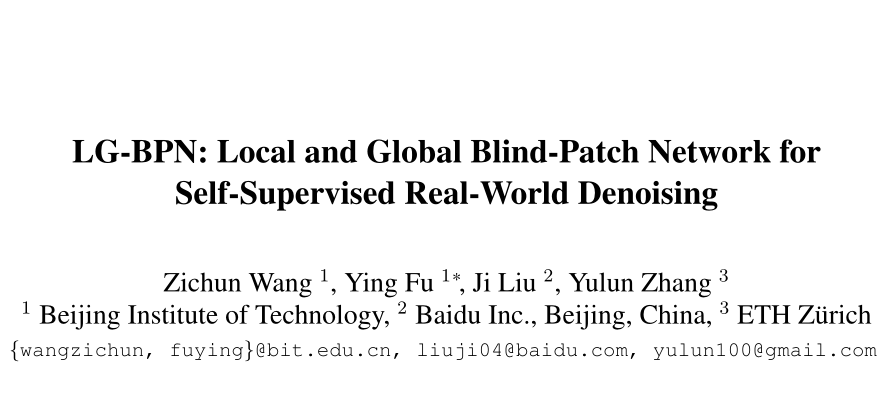 LG-BPN: Local and Global Blind-Patch Network for
Self-Supervised Real-World Denoising
Zichun Wang ¹, Ying Fu ¹*, Ji Liu ², Yulun Zhang ³
¹ Beijing Institute of Technology, ² Baidu Inc., Beijing, China, ³ ETH Zürich
{wangzichun, fuying}@bit.edu.cn, liuji04@baidu.com, yulun100@gmail.com